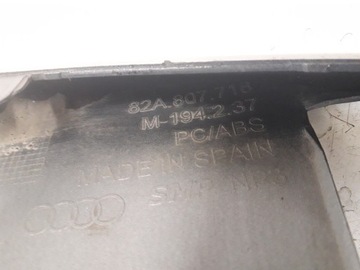 82A.807.718
M-194.2.37
PC/ABS
MADE IN SPAIN